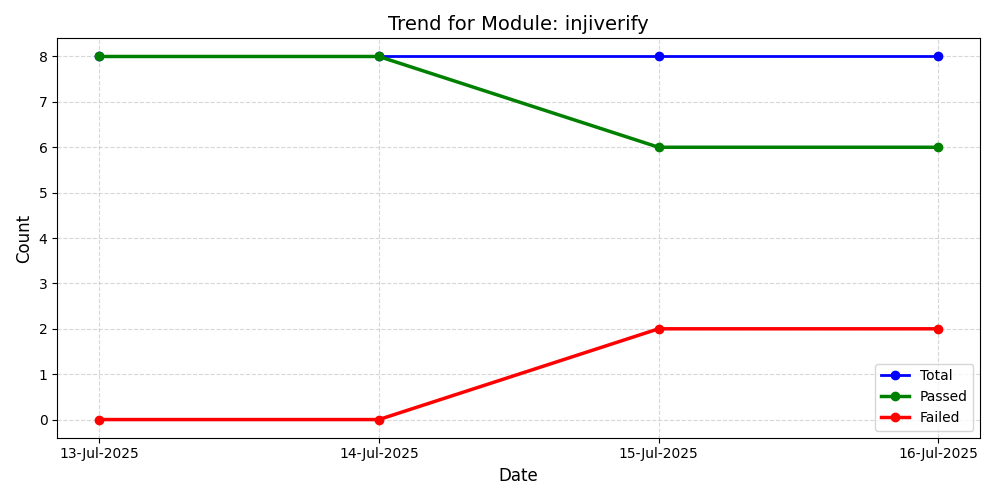 Trend for Module: injiverify
Count
8
7
6
5
4
3
2
1
0
Total
Passed
Failed
13-Jul-2025
14-Jul-2025
15-Jul-2025
16-Jul-2025
Date